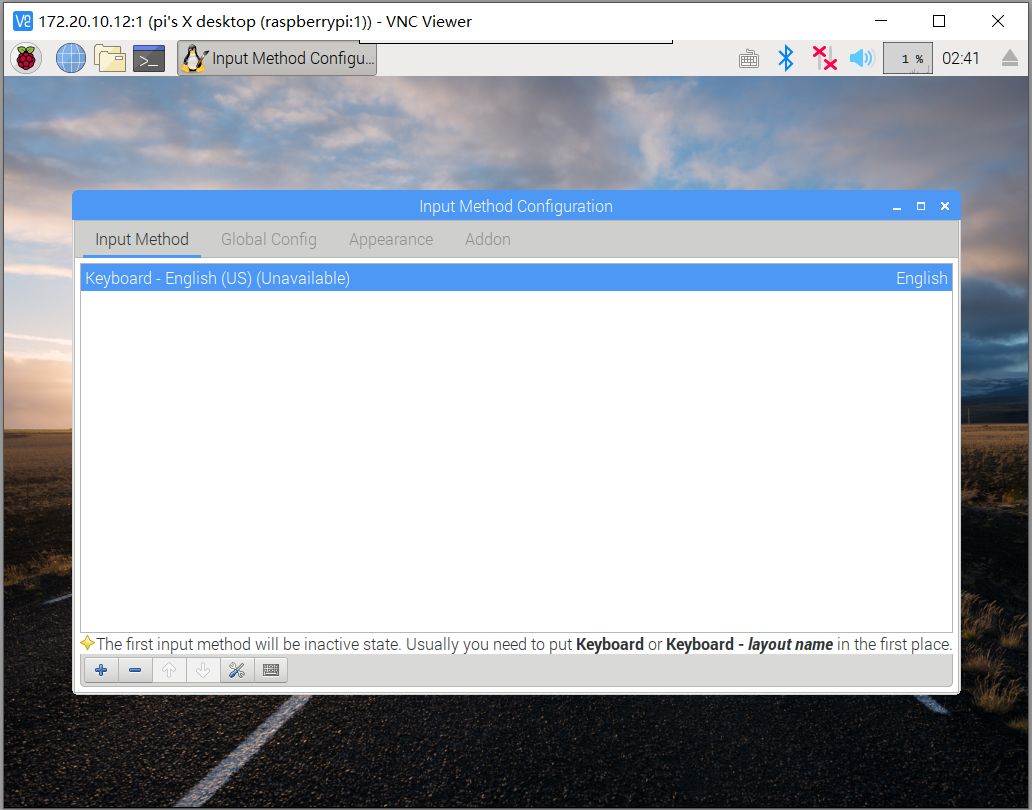 172.20.10.12:1 (pi's X desktop (raspberrypi:1)) - VNC Viewer
Input Method Configu... 1 % 02:41
Input Method Configuration
Input Method Global Config Appearance Addon
Keyboard - English (US) (Unavailable) English
The first input method will be inactive state. Usually you need to put Keyboard or Keyboard - layout name in the first place.